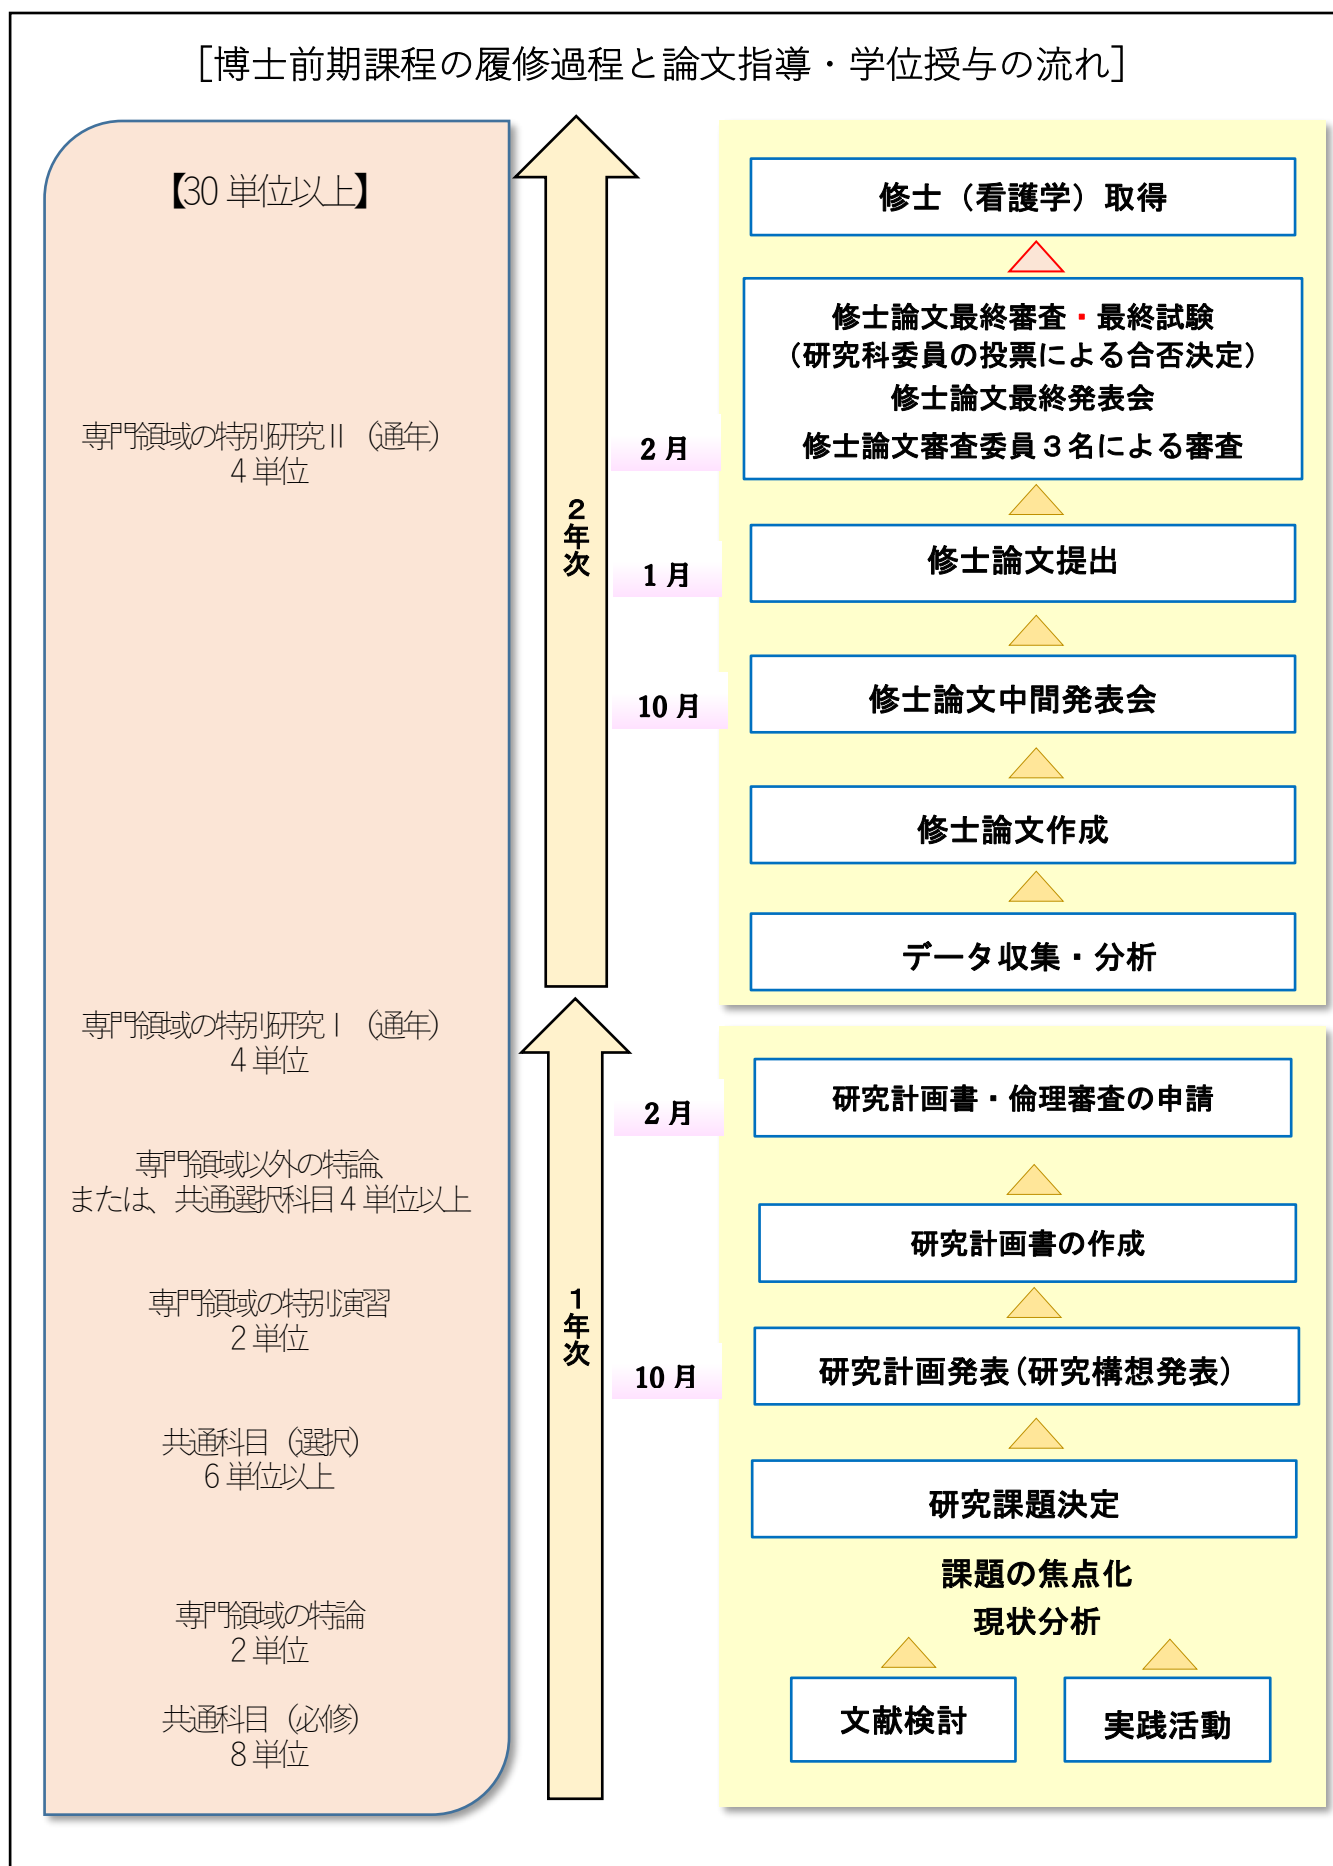 ［博士前期課程の履修過程と論文指導・学位授与の流れ］
【30 単位以上】
専門領域の特別研究Ⅱ（通年）
4 単位
専門領域の特別研究Ⅰ（通年）
4 単位
専門領域以外の特論、
または、共通選択科目 4 単位以上
専門領域の特別演習
2 単位
共通科目（選択）
6 単位以上
専門領域の特論
2 単位
共通科目（必修）
8 単位
２年次
１年次
2 月
1 月
10 月
2 月
10 月
修士（看護学）取得
修士論文最終審査・最終試験
（研究科委員の投票による合否決定）
修士論文最終発表会
修士論文審査委員３名による審査
修士論文提出
修士論文中間発表会
修士論文作成
データ収集・分析
研究計画書・倫理審査の申請
研究計画書の作成
研究計画発表(研究構想発表)
研究課題決定
課題の焦点化
現状分析
文献検討
実践活動